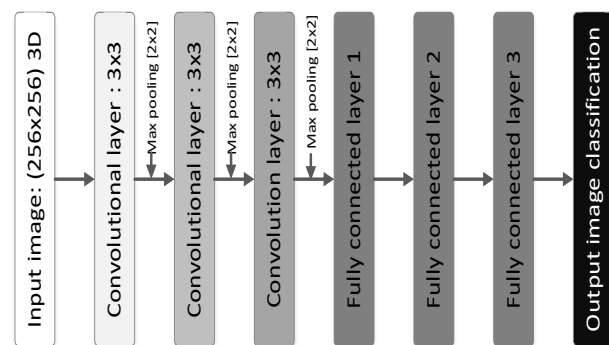 Input image: (256x256) 3D
Convolutional layer : 3x3
Max pooling [2x2]
Convolutional layer : 3x3
Max pooling [2x2]
Convolution layer : 3x3
Max pooling [2x2]
Fully connected layer 1
Fully connected layer 2
Fully connected layer 3
Output image classification